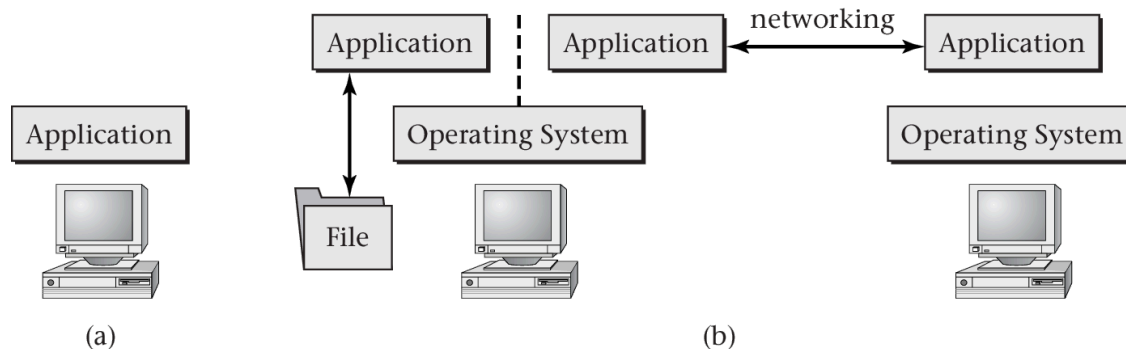 networking
Application
Application
Application
Application
Operating System
Operating System
File
(a)
(b)